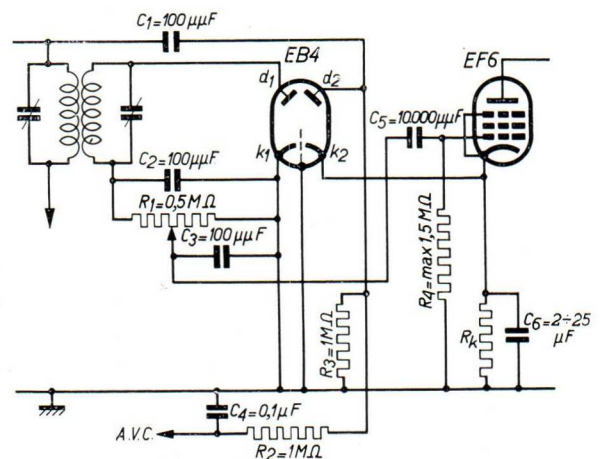 C1=100µµF
EB4
EF6
d1
d2
C5=10.000µµF
k1
k2
C2=100µµF
R1=0,5MΩ
C3=100µµF
R4=max 1,5MΩ
R3=1MΩ
Rk
C6=2÷25
µF
C4=0,1µF
A.V.C.
R2=1MΩ